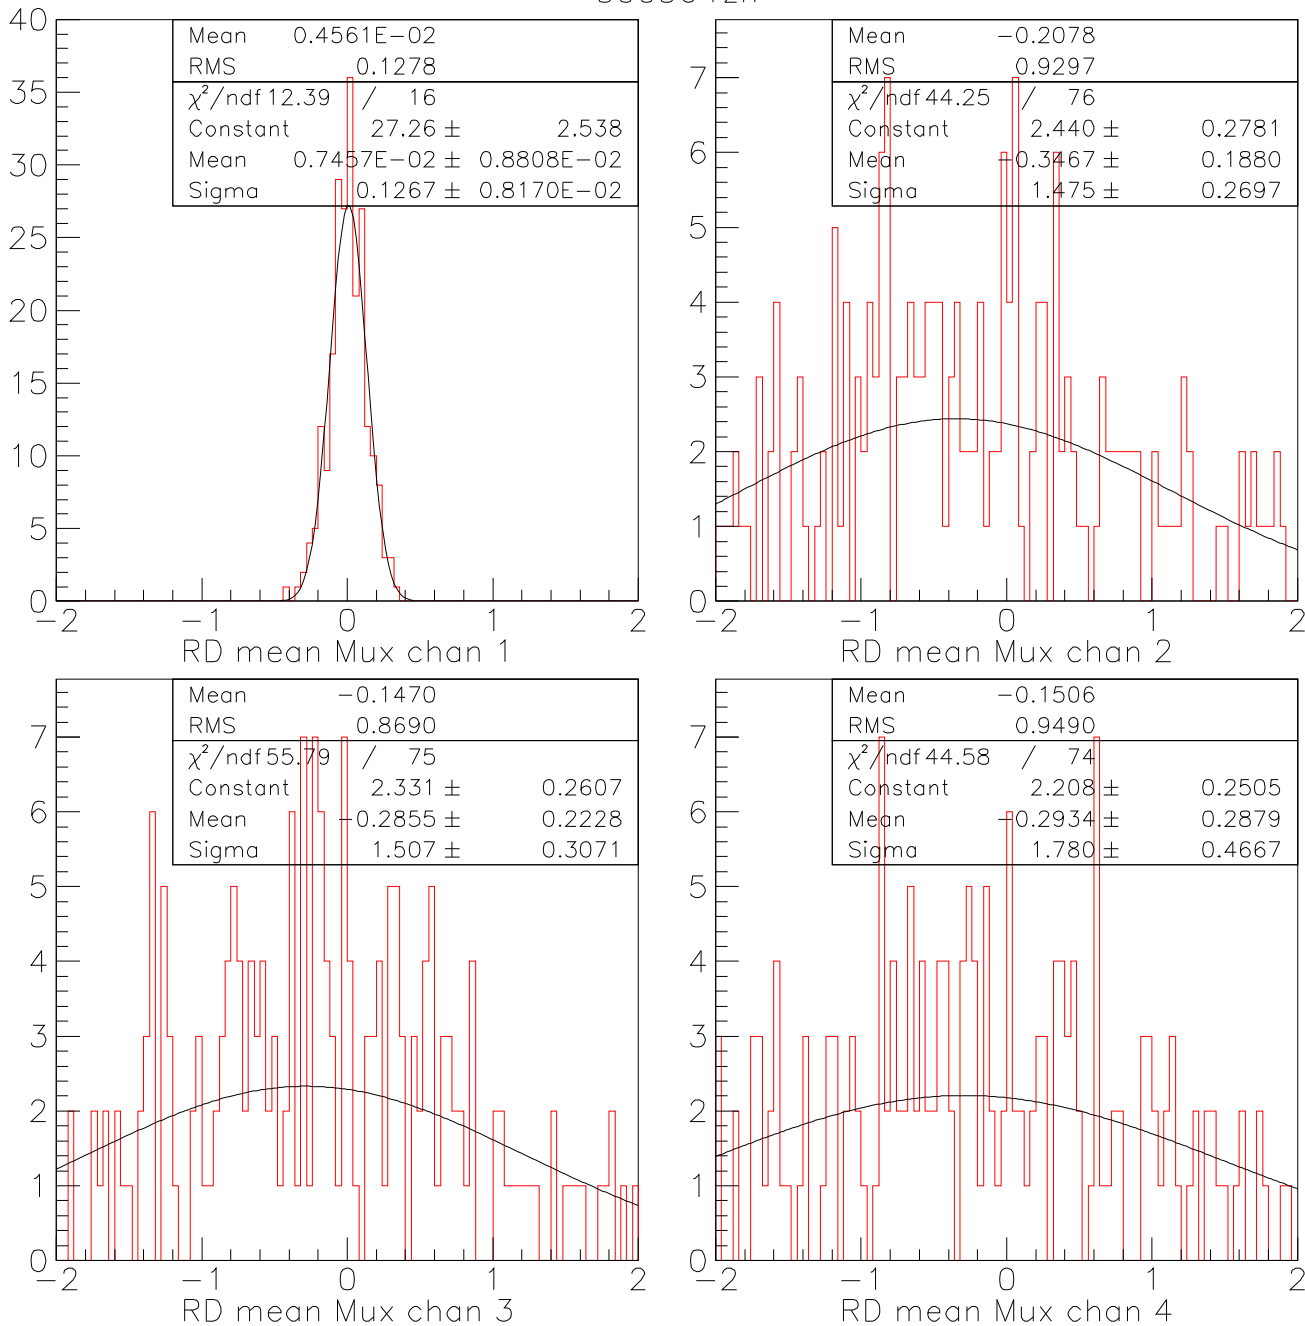 Mean 0.4561E-02
RMS 0.1278
χ²/ndf 12.39 / 16
Constant 27.26 ± 2.538
Mean 0.7457E-02 ± 0.8808E-02
Sigma 0.1267 ± 0.8170E-02
40
35
30
25
20
15
10
5
0
-2 -1 0 1 2
RD mean Mux chan 1
Mean -0.2078
RMS 0.9297
χ²/ndf 44.25 / 76
Constant 2.440 ± 0.2781
Mean -0.3467 ± 0.1880
Sigma 1.475 ± 0.2697
7
6
5
4
3
2
1
0
-2 -1 0 1 2
RD mean Mux chan 2
Mean -0.1470
RMS 0.8690
χ²/ndf 55.79 / 75
Constant 2.331 ± 0.2607
Mean -0.2855 ± 0.2228
Sigma 1.507 ± 0.3071
7
6
5
4
3
2
1
0
-2 -1 0 1 2
RD mean Mux chan 3
Mean -0.1506
RMS 0.9490
χ²/ndf 44.58 / 74
Constant 2.208 ± 0.2505
Mean -0.2934 ± 0.2879
Sigma 1.780 ± 0.4667
7
6
5
4
3
2
1
0
-2 -1 0 1 2
RD mean Mux chan 4